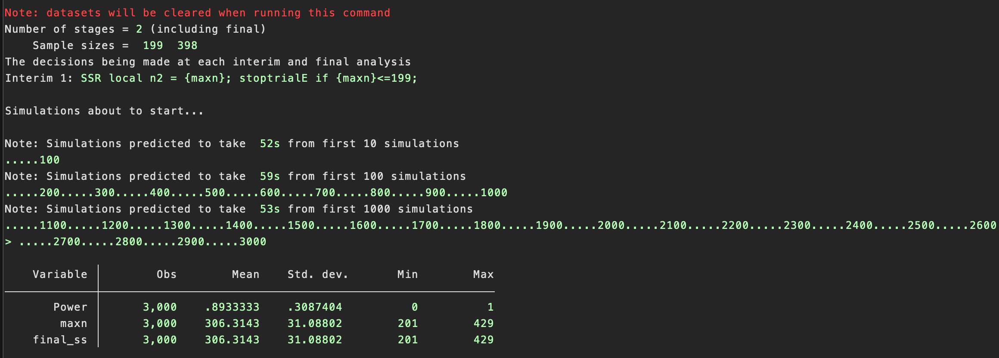 Note: datasets will be cleared when running this command
Number of stages = 2 (including final)
    Sample sizes =  199  398
The decisions being made at each interim and final analysis
Interim 1: SSR local n2 = {maxn}; stoptrialE if {maxn}<=199;
Simulations about to start...
Note: Simulations predicted to take  52s from first 10 simulations
.....100
Note: Simulations predicted to take  59s from first 100 simulations
.....200.....300.....400.....500.....600.....700.....800.....900.....1000
Note: Simulations predicted to take  53s from first 1000 simulations
.....1100.....1200.....1300.....1400.....1500.....1600.....1700.....1800.....1900.....2000.....2100.....2200.....2300.....2400.....2500.....2600
> .....2700.....2800.....2900.....3000
    Variable          Obs        Mean    Std. dev.       Min        Max
       Power        3,000    .8933333    .3087404          0          1
        maxn        3,000    306.3143    31.08802        201        429
    final_ss        3,000    306.3143    31.08802        201        429